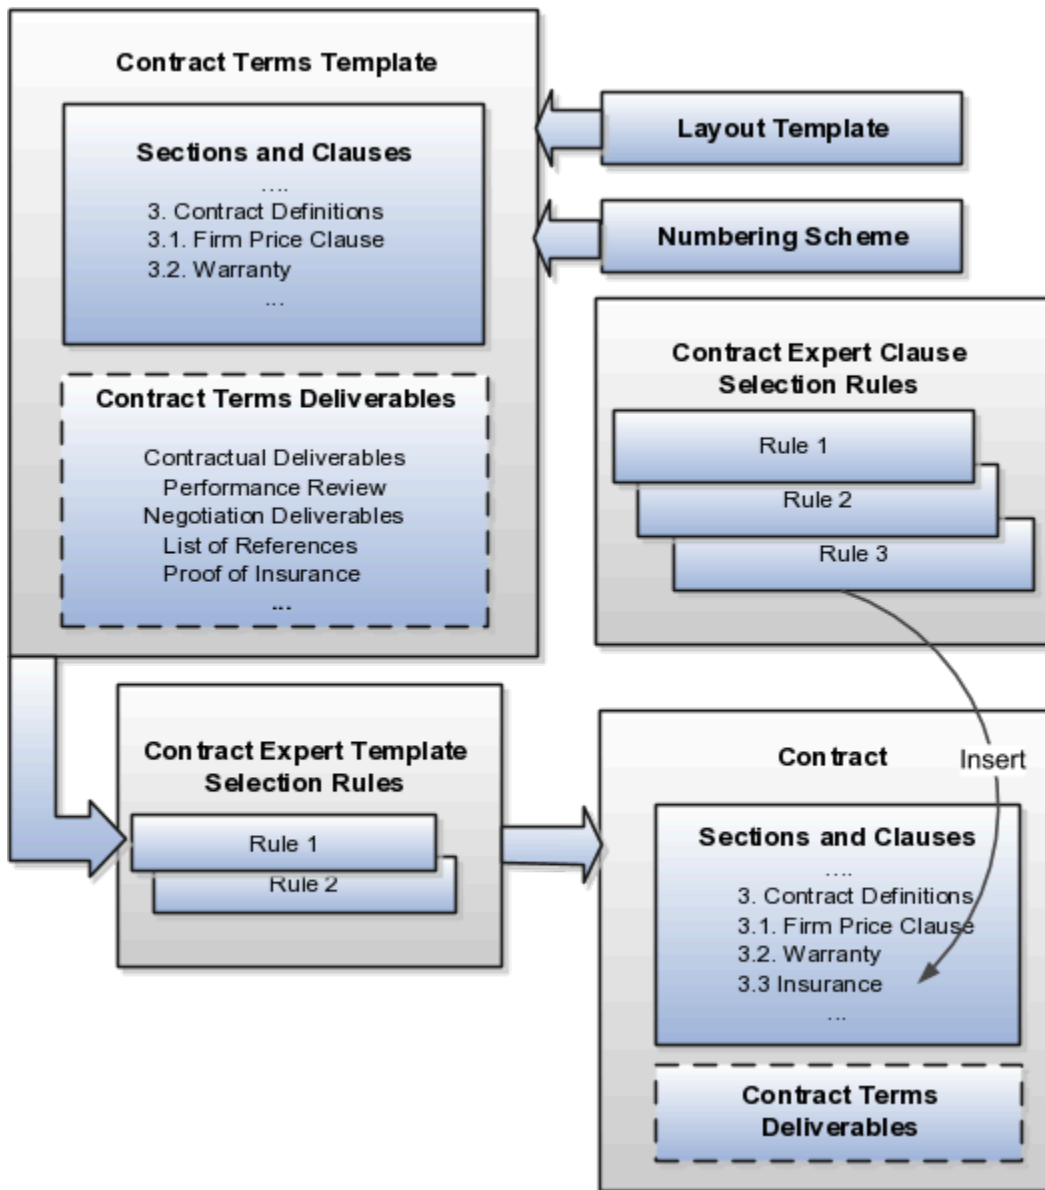 Contract Terms Template
Sections and Clauses
....
3. Contract Definitions
3.1. Firm Price Clause
3.2. Warranty
...
Contract Terms Deliverables
Contractual Deliverables
Performance Review
Negotiation Deliverables
List of References
Proof of Insurance
...
Layout Template
Numbering Scheme
Contract Expert Clause
Selection Rules
Rule 1
Rule 2
Rule 3
Contract Expert Template
Selection Rules
Rule 1
Rule 2
Contract
Insert
Sections and Clauses
....
3. Contract Definitions
3.1. Firm Price Clause
3.2. Warranty
3.3 Insurance
...
Contract Terms
Deliverables